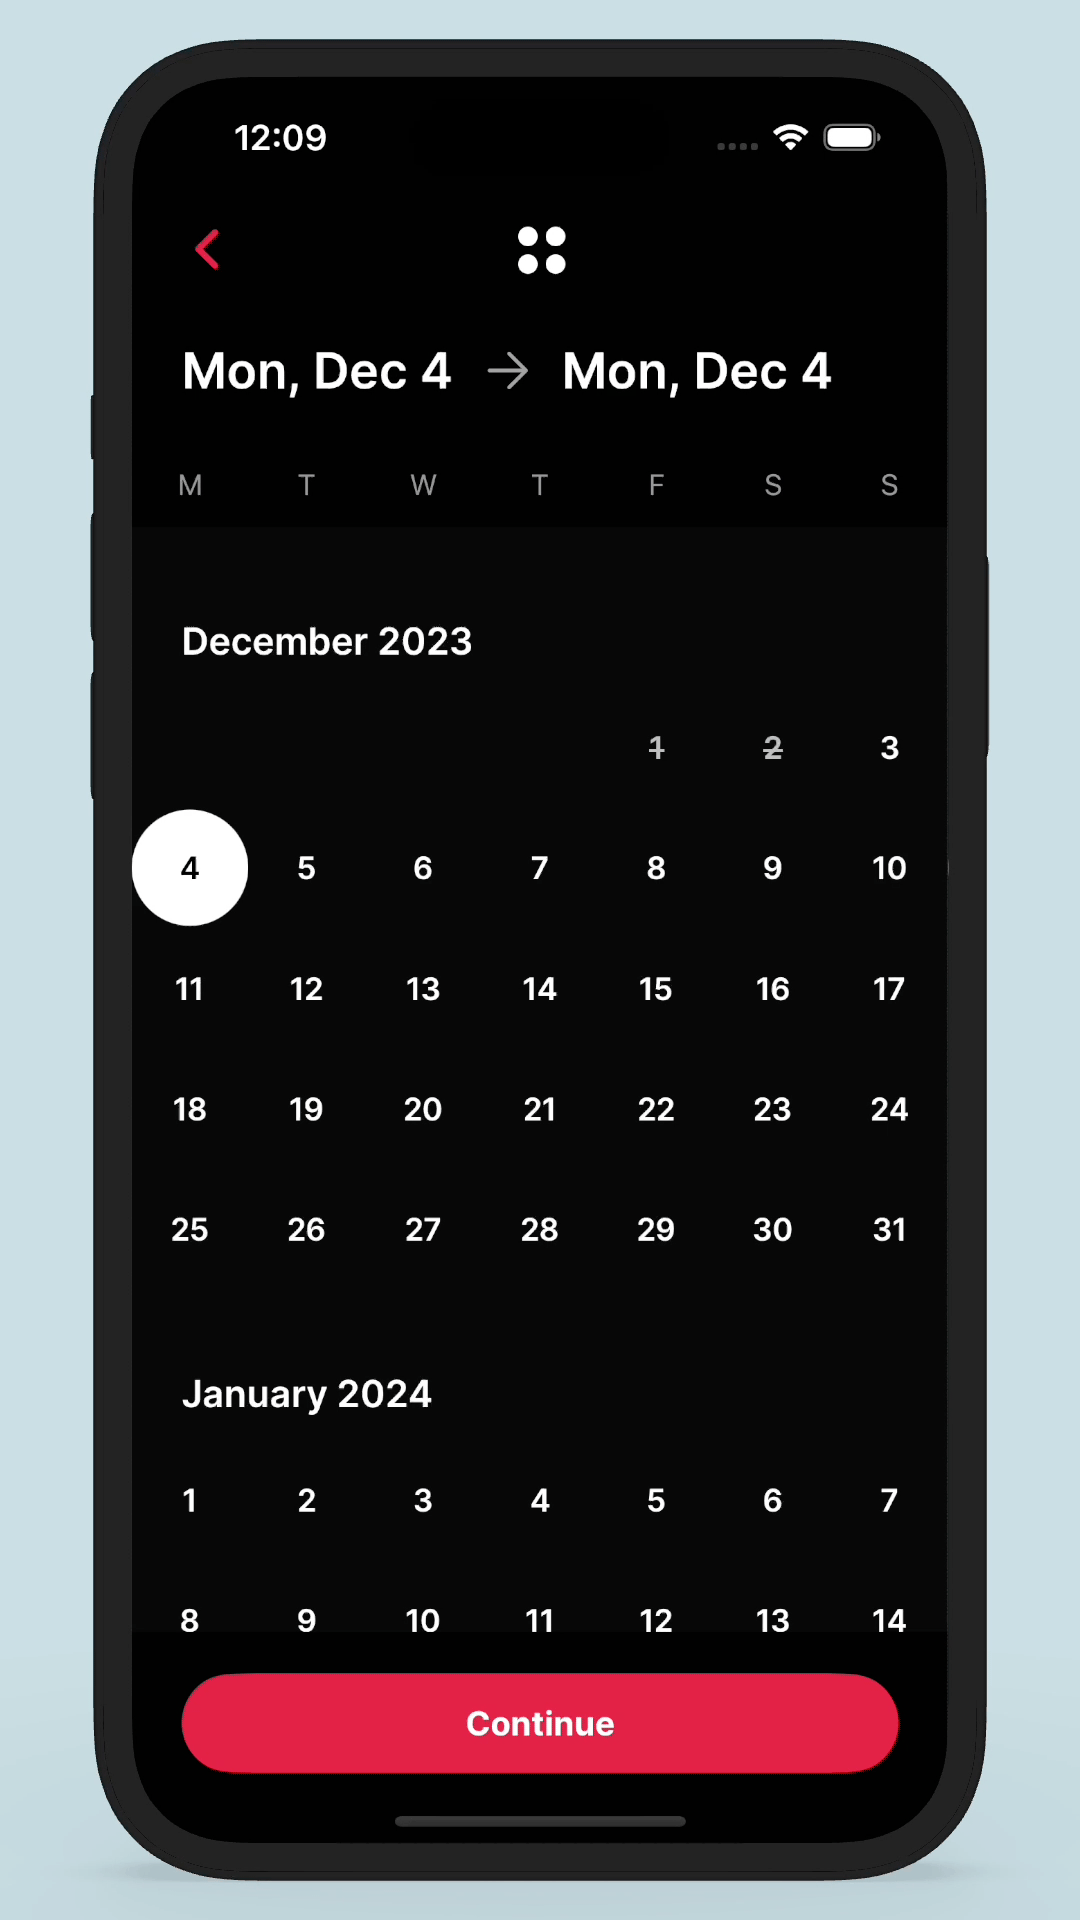 12:09
Mon, Dec 4 → Mon, Dec 4
M T W T F S S
December 2023
1 2 3
4 5 6 7 8 9 10
11 12 13 14 15 16 17
18 19 20 21 22 23 24
25 26 27 28 29 30 31
January 2024
1 2 3 4 5 6 7
8 9 10 11 12 13 14
Continue